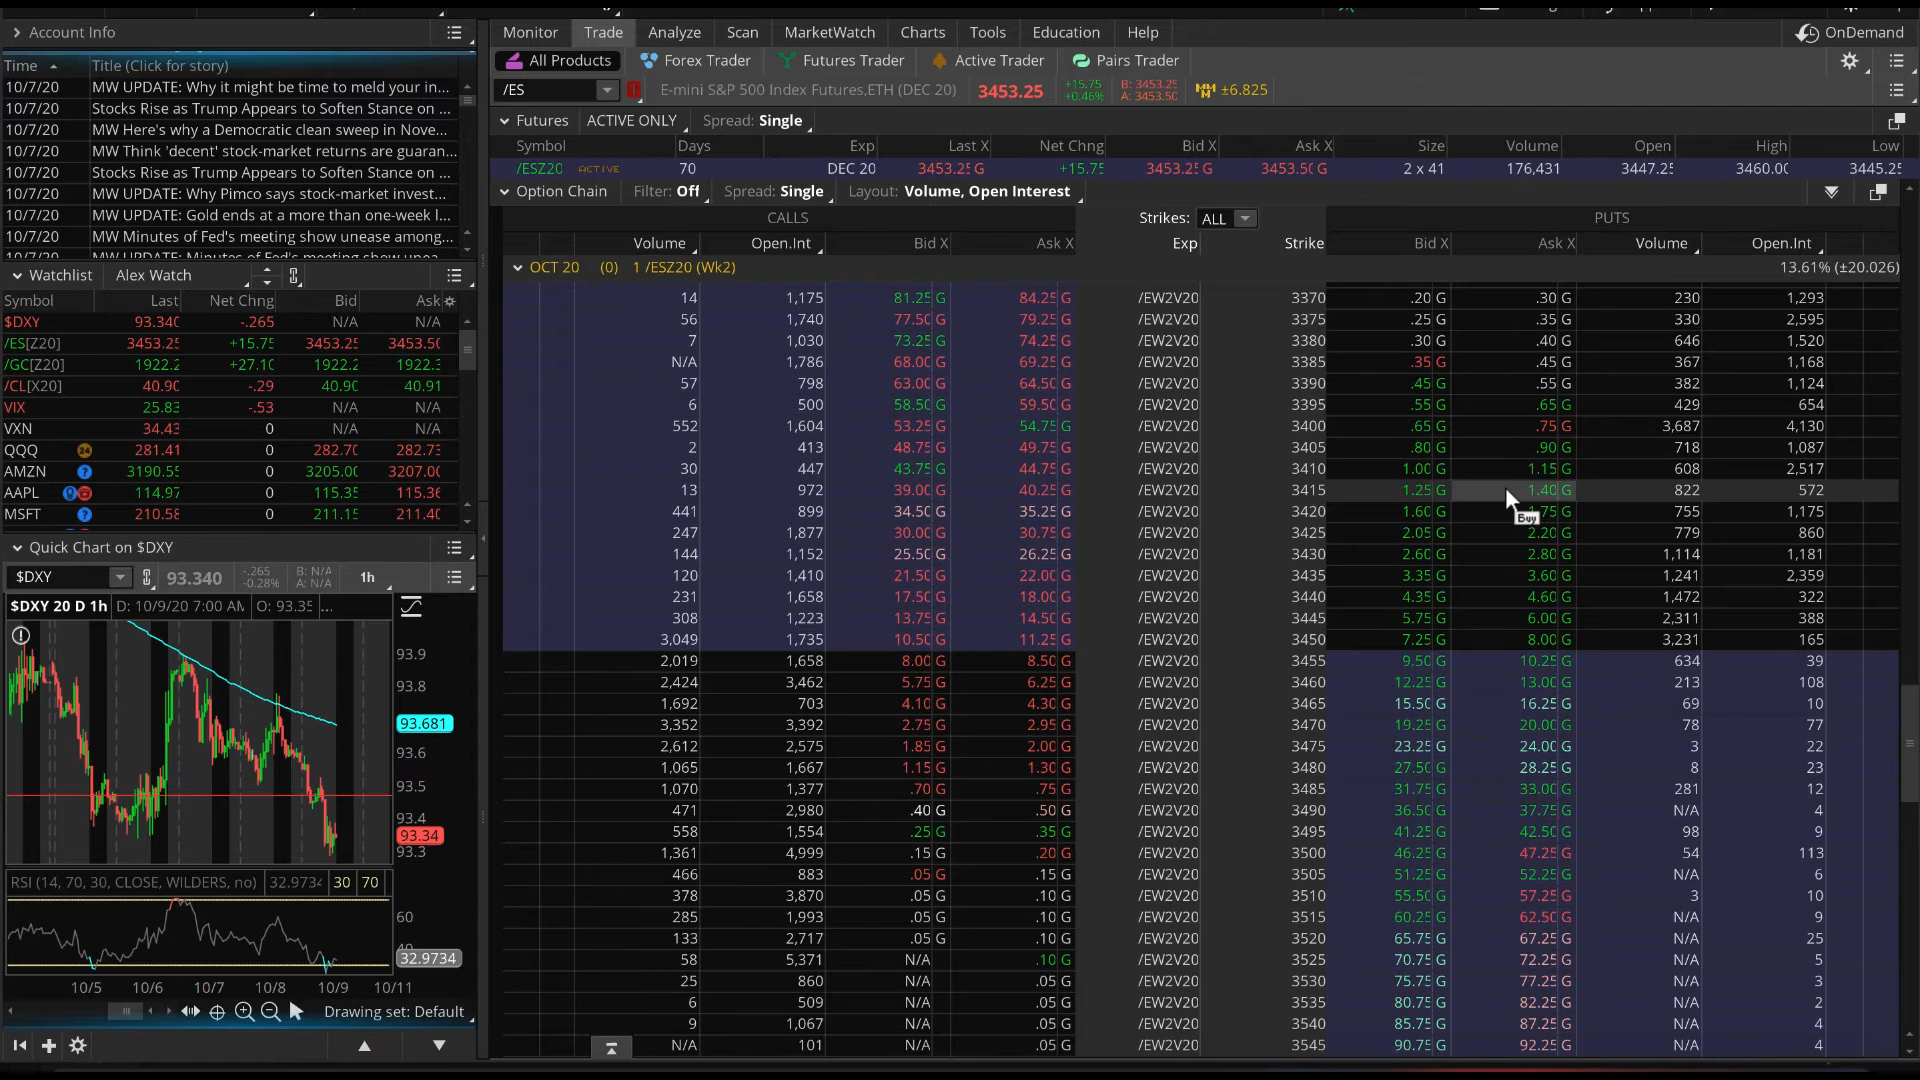 Account Info
Time Title (Click for story)
10/7/20 MW UPDATE: Why it might be time to meld your in...
10/7/20 Stocks Rise as Trump Appears to Soften Stance on ...
10/7/20 MW Here's why a Democratic clean sweep in Nove...
10/7/20 MW Think 'decent' stock-market returns are guaran...
10/7/20 Stocks Rise as Trump Appears to Soften Stance on ...
10/7/20 MW UPDATE: Why Pimco says stock-market invest...
10/7/20 MW UPDATE: Gold ends at a more than one-week l...
10/7/20 MW Minutes of Fed's meeting show unease among...
Watchlist Alex Watch
Symbol Last Net Chng Bid Ask
$DXY 93.340 -.265 N/A N/A
/ES[Z20] 3453.25 +15.75 3453.25 3453.50
/GC[Z20] 1922.2 +27.10 1922.2 1922.3
/CL[X20] 40.90 -.29 40.90 40.91
VIX 25.83 -.53 N/A N/A
VXN 34.43 0 N/A N/A
QQQ 281.41 0 282.70 282.73
AMZN 3190.55 0 3205.00 3207.00
AAPL 114.97 0 115.35 115.36
MSFT 210.58 0 211.15 211.40
Quick Chart on $DXY
$DXY 93.340 -.265 -0.28% B: N/A A: N/A 1h
$DXY 20 D 1h D: 10/9/20 7:00 AM O: 93.35 ...
93.9
93.8
93.681
93.6
93.5
93.4
93.34
93.3
RSI (14, 70, 30, CLOSE, WILDERS, no) 32.9734 30 70
60
40
32.9734
10/5 10/6 10/7 10/8 10/9 10/11
Drawing set: Default
Monitor Trade Analyze Scan MarketWatch Charts Tools Education Help OnDemand
All Products Forex Trader Futures Trader Active Trader Pairs Trader
/ES E-mini S&P 500 Index Futures,ETH (DEC 20) 3453.25 +15.75 +0.46% B: 3453.25 A: 3453.50 ±6.825
Futures ACTIVE ONLY Spread: Single
Symbol Days Exp Last X Net Chng Bid X Ask X Size Volume Open High Low
/ESZ20 ACTIVE 70 DEC 20 3453.25 G +15.75 3453.25 G 3453.50 G 2 x 41 176,431 3447.25 3460.00 3445.25
Option Chain Filter: Off Spread: Single Layout: Volume, Open Interest
CALLS Strikes: ALL PUTS
Volume Open.Int Bid X Ask X Exp Strike Bid X Ask X Volume Open.Int
OCT 20 (0) 1 /ESZ20 (Wk2) 13.61% (±20.026)
14 1,175 81.25 G 84.25 G /EW2V20 3370 .20 G .30 G 230 1,293
56 1,740 77.50 G 79.25 G /EW2V20 3375 .25 G .35 G 330 2,595
7 1,030 73.25 G 74.25 G /EW2V20 3380 .30 G .40 G 646 1,520
N/A 1,786 68.00 G 69.25 G /EW2V20 3385 .35 G .45 G 367 1,168
57 798 63.00 G 64.50 G /EW2V20 3390 .45 G .55 G 382 1,124
6 500 58.50 G 59.50 G /EW2V20 3395 .55 G .65 G 429 654
552 1,604 53.25 G 54.75 G /EW2V20 3400 .65 G .75 G 3,687 4,130
2 413 48.75 G 49.75 G /EW2V20 3405 .80 G .90 G 718 1,087
30 447 43.75 G 44.75 G /EW2V20 3410 1.00 G 1.15 G 608 2,517
13 972 39.00 G 40.25 G /EW2V20 3415 1.25 G 1.40 G 822 572
441 899 34.50 G 35.25 G /EW2V20 3420 1.60 G 1.75 G 755 1,175
Buy
247 1,877 30.00 G 30.75 G /EW2V20 3425 2.05 G 2.20 G 779 860
144 1,152 25.50 G 26.25 G /EW2V20 3430 2.60 G 2.80 G 1,114 1,181
120 1,410 21.50 G 22.00 G /EW2V20 3435 3.35 G 3.60 G 1,241 2,359
231 1,658 17.50 G 18.00 G /EW2V20 3440 4.35 G 4.60 G 1,472 322
308 1,223 13.75 G 14.50 G /EW2V20 3445 5.75 G 6.00 G 2,311 388
3,049 1,735 10.50 G 11.25 G /EW2V20 3450 7.25 G 8.00 G 3,231 165
2,019 1,658 8.00 G 8.50 G /EW2V20 3455 9.50 G 10.25 G 634 39
2,424 3,462 5.75 G 6.25 G /EW2V20 3460 12.25 G 13.00 G 213 108
1,692 703 4.10 G 4.30 G /EW2V20 3465 15.50 G 16.25 G 69 10
3,352 3,392 2.75 G 2.95 G /EW2V20 3470 19.25 G 20.00 G 78 77
2,612 2,575 1.85 G 2.00 G /EW2V20 3475 23.25 G 24.00 G 3 22
1,065 1,667 1.15 G 1.30 G /EW2V20 3480 27.50 G 28.25 G 8 23
1,070 1,377 .70 G .75 G /EW2V20 3485 31.75 G 33.00 G 281 12
471 2,980 .40 G .50 G /EW2V20 3490 36.50 G 37.75 G N/A 4
558 1,554 .25 G .35 G /EW2V20 3495 41.25 G 42.50 G 98 9
1,361 4,999 .15 G .20 G /EW2V20 3500 46.25 G 47.25 G 54 113
466 883 .05 G .15 G /EW2V20 3505 51.25 G 52.25 G N/A 6
378 3,870 .05 G .10 G /EW2V20 3510 55.50 G 57.25 G 3 10
285 1,993 .05 G .10 G /EW2V20 3515 60.25 G 62.50 G N/A 9
133 2,717 .05 G .10 G /EW2V20 3520 65.75 G 67.25 G N/A 25
58 5,371 N/A .10 G /EW2V20 3525 70.75 G 72.25 G N/A 5
25 860 N/A .05 G /EW2V20 3530 75.75 G 77.25 G N/A 3
6 509 N/A .05 G /EW2V20 3535 80.75 G 82.25 G N/A 2
9 1,067 N/A .05 G /EW2V20 3540 85.75 G 87.25 G N/A 4
N/A 101 N/A .05 G /EW2V20 3545 90.75 G 92.25 G N/A 4